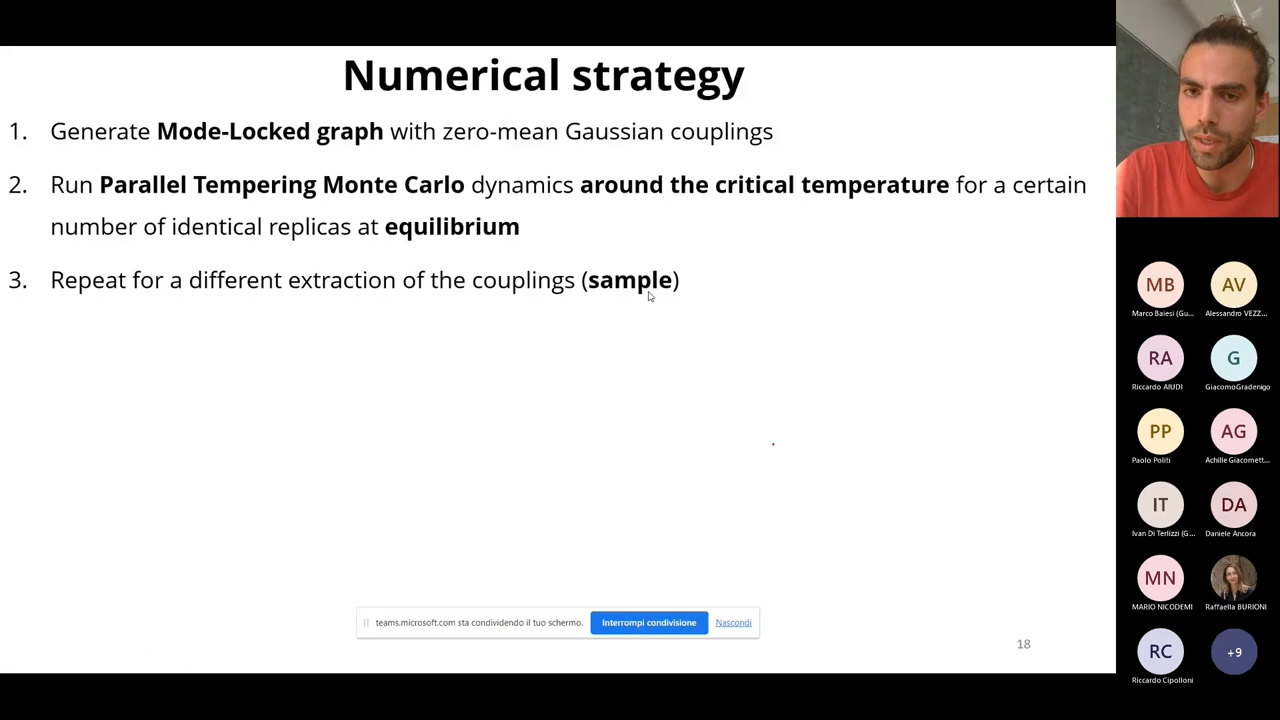 Numerical strategy
1. Generate Mode-Locked graph with zero-mean Gaussian couplings
2. Run Parallel Tempering Monte Carlo dynamics around the critical temperature for a certain
number of identical replicas at equilibrium
3. Repeat for a different extraction of the couplings (sample)
teams.microsoft.com sta condividendo il tuo schermo. Interrompi condivisione Nascondi
18
MB AV
Marco Baiesi (Gu... Alessandro VEZZ...
RA G
Riccardo AIUDI GiacomoGradenigo
PP AG
Paolo Politi Achille Giacomett...
IT DA
Ivan Di Terlizzi (G... Daniele Ancora
MN
MARIO NICODEMI Raffaella BURIONI
RC +9
Riccardo Cipolloni